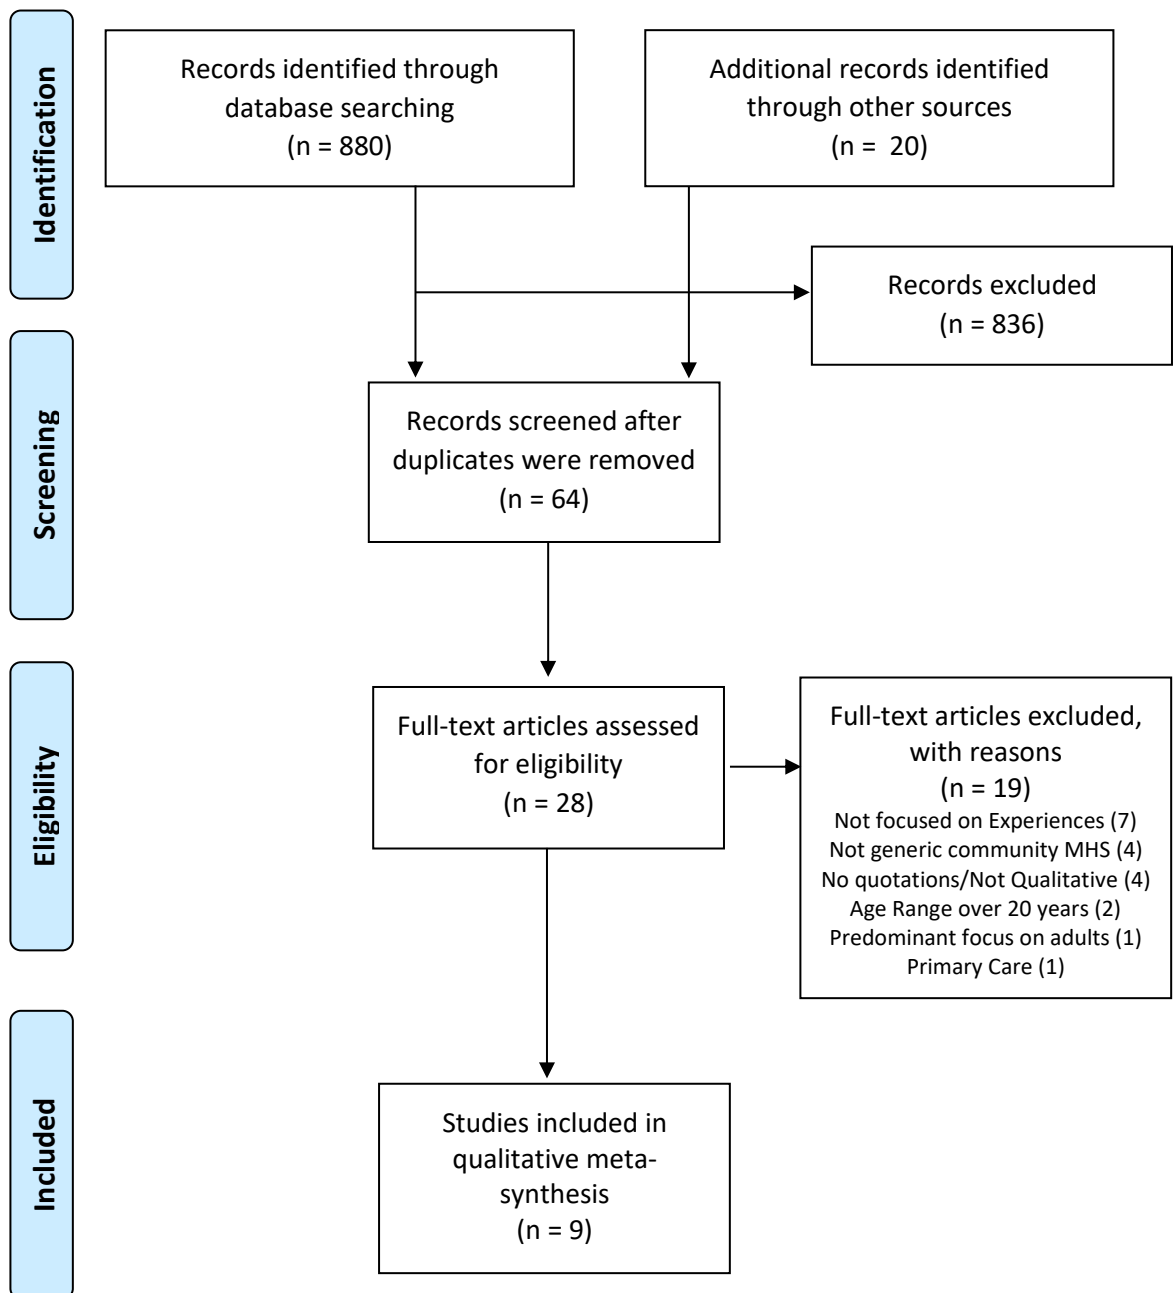 Identification
Records identified through
database searching
(n = 880)
Additional records identified
through other sources
(n = 20)
Records excluded
(n = 836)
Screening
Records screened after
duplicates were removed
(n = 64)
Eligibility
Full-text articles assessed
for eligibility
(n = 28)
Full-text articles excluded,
with reasons
(n = 19)
Not focused on Experiences (7)
Not generic community MHS (4)
No quotations/Not Qualitative (4)
Age Range over 20 years (2)
Predominant focus on adults (1)
Primary Care (1)
Included
Studies included in
qualitative meta-
synthesis
(n = 9)